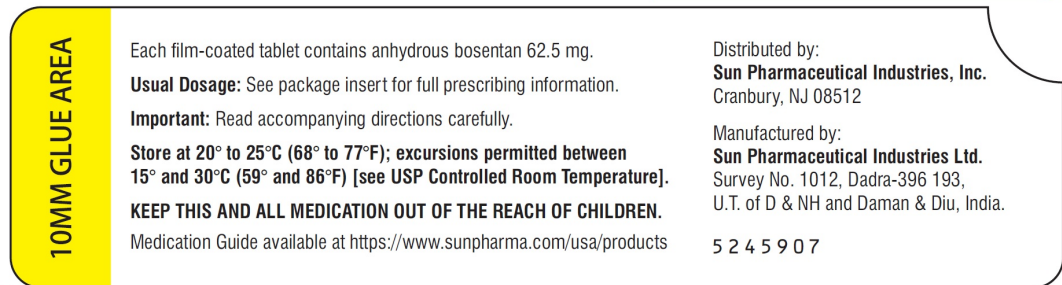 10MM GLUE AREA
Each film-coated tablet contains anhydrous bosentan 62.5 mg.
Usual Dosage: See package insert for full prescribing information.
Important: Read accompanying directions carefully.
Store at 20° to 25°C (68° to 77°F); excursions permitted between
15° and 30°C (59° and 86°F) [see USP Controlled Room Temperature].
KEEP THIS AND ALL MEDICATION OUT OF THE REACH OF CHILDREN.
Medication Guide available at https://www.sunpharma.com/usa/products
Distributed by:
Sun Pharmaceutical Industries, Inc.
Cranbury, NJ 08512
Manufactured by:
Sun Pharmaceutical Industries Ltd.
Survey No. 1012, Dadra-396 193,
U.T. of D & NH and Daman & Diu, India.
5245907